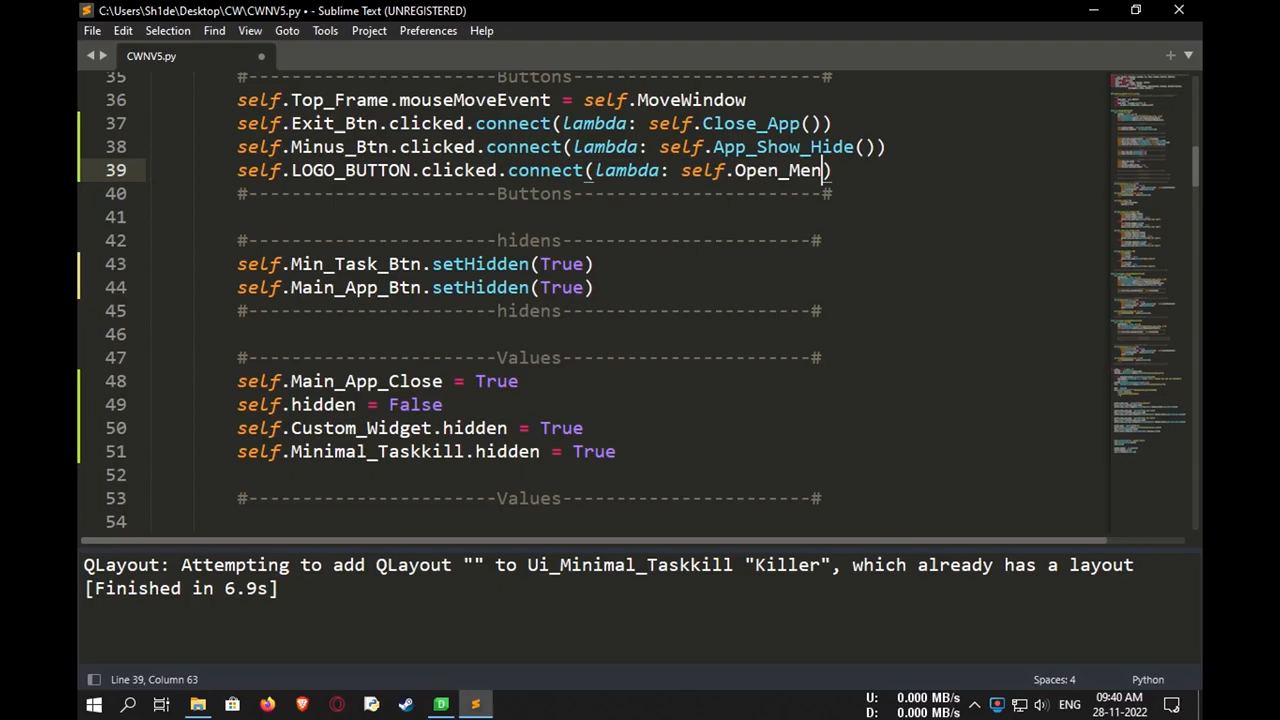 C:\Users\Sh1de\Desktop\CW\CWNV5.py • - Sublime Text (UNREGISTERED)
File Edit Selection Find View Goto Tools Project Preferences Help
CWNV5.py
35 #-----------------------Buttons-----------------------#
36 self.Top_Frame.mouseMoveEvent = self.MoveWindow
37 self.Exit_Btn.clicked.connect(lambda: self.Close_App())
38 self.Minus_Btn.clicked.connect(lambda: self.App_Show_Hide())
39 self.LOGO_BUTTON.clicked.connect(lambda: self.Open_Men)
40 #-----------------------Buttons-----------------------#
41
42 #-----------------------hidens-----------------------#
43 self.Min_Task_Btn.setHidden(True)
44 self.Main_App_Btn.setHidden(True)
45 #-----------------------hidens-----------------------#
46
47 #-----------------------Values-----------------------#
48 self.Main_App_Close = True
49 self.hidden = False
50 self.Custom_Widget.hidden = True
51 self.Minimal_Taskkill.hidden = True
52
53 #-----------------------Values-----------------------#
54
QLayout: Attempting to add QLayout "" to Ui_Minimal_Taskkill "Killer", which already has a layout
[Finished in 6.9s]
Line 39, Column 63 Spaces: 4 Python
U: 0.000 MB/s
D: 0.000 MB/s
ENG
09:40 AM
28-11-2022